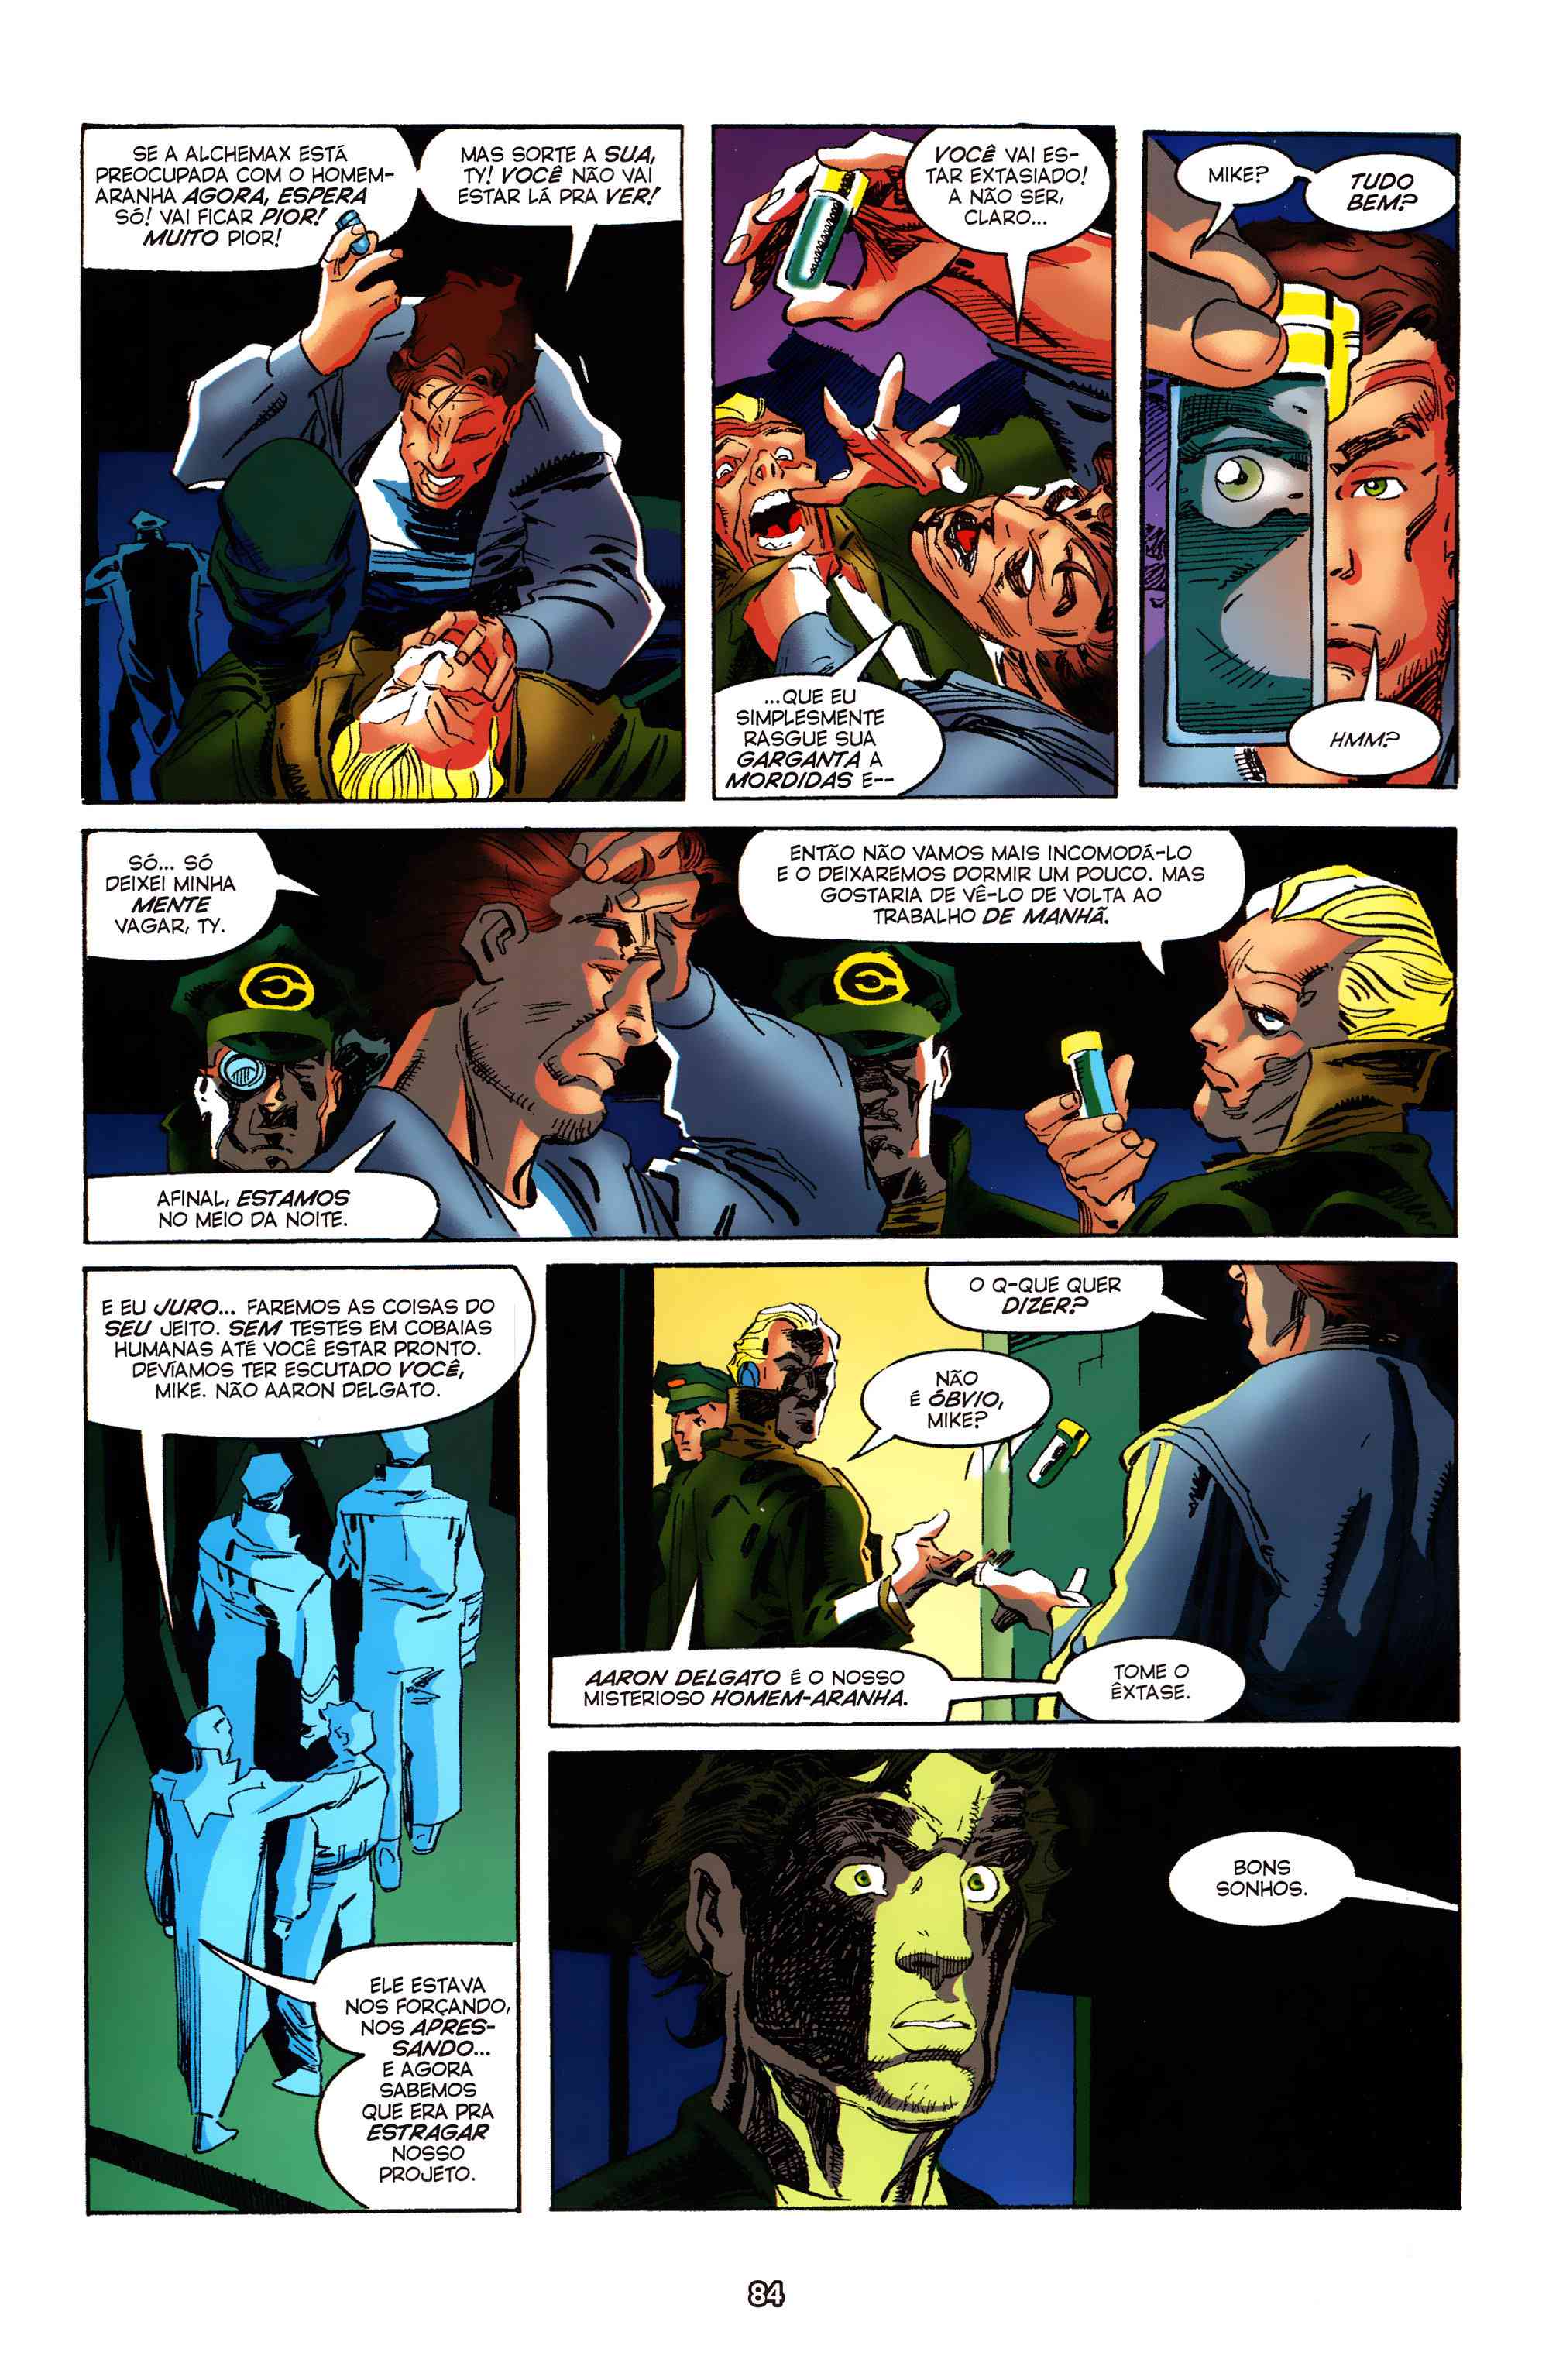 SE A ALCHEMAX ESTÁ
PREOCUPADA COM O HOMEM-
ARANHA AGORA, ESPERA
SÓ! VAI FICAR PIOR!
MUITO PIOR!
MAS SORTE A SUA,
TY! VOCÊ NÃO VAI
ESTAR LÁ PRA VER!
VOCÊ VAI ES-
TAR EXTASIADO!
A NÃO SER,
CLARO...
...QUE EU
SIMPLESMENTE
RASGUE SUA
GARGANTA A
MORDIDAS E--
MIKE?
TUDO
BEM?
HMM?
SÓ... SÓ
DEIXEI MINHA
MENTE
VAGAR, TY.
AFINAL, ESTAMOS
NO MEIO DA NOITE.
ENTÃO NÃO VAMOS MAIS INCOMODÁ-LO
E O DEIXAREMOS DORMIR UM POUCO. MAS
GOSTARIA DE VÊ-LO DE VOLTA AO
TRABALHO DE MANHÃ.
E EU JURO... FAREMOS AS COISAS DO
SEU JEITO. SEM TESTES EM COBAIAS
HUMANAS ATÉ VOCÊ ESTAR PRONTO.
DEVÍAMOS TER ESCUTADO VOCÊ,
MIKE. NÃO AARON DELGATO.
ELE ESTAVA
NOS FORÇANDO,
NOS APRES-
SANDO...
E AGORA
SABEMOS
QUE ERA PRA
ESTRAGAR
NOSSO
PROJETO.
O Q-QUE QUER
DIZER?
NÃO
É ÓBVIO,
MIKE?
AARON DELGATO É O NOSSO
MISTERIOSO HOMEM-ARANHA.
TOME O
ÊXTASE.
BONS
SONHOS.
84